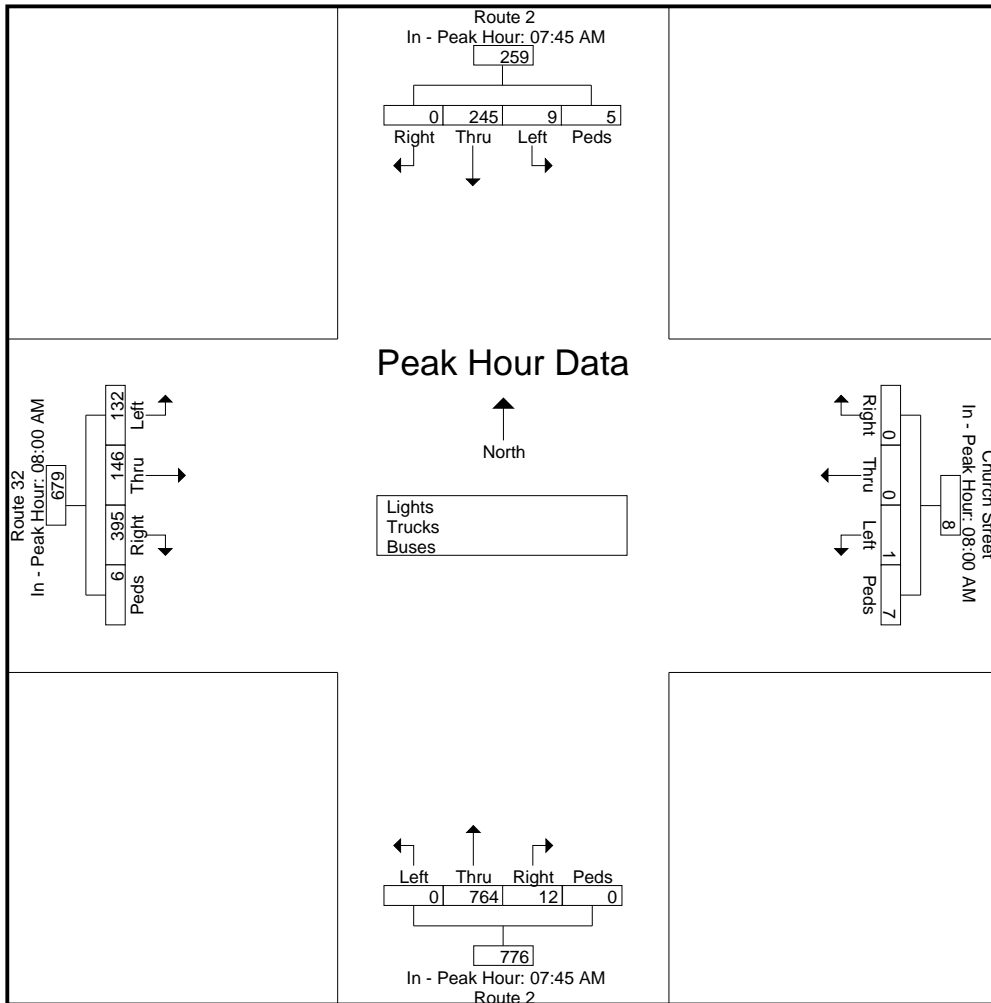 Route 2
In - Peak Hour: 07:45 AM
259
0 245 9 5
Right Thru Left Peds
Peak Hour Data
North
Lights
Trucks
Buses
Route 32
In - Peak Hour: 08:00 AM
679
132 146 395 6
Left Thru Right Peds
Church Street
In - Peak Hour: 08:00 AM
8
0 0 1 7
Right Thru Left Peds
Left Thru Right Peds
0 764 12 0
776
In - Peak Hour: 07:45 AM
Route 2